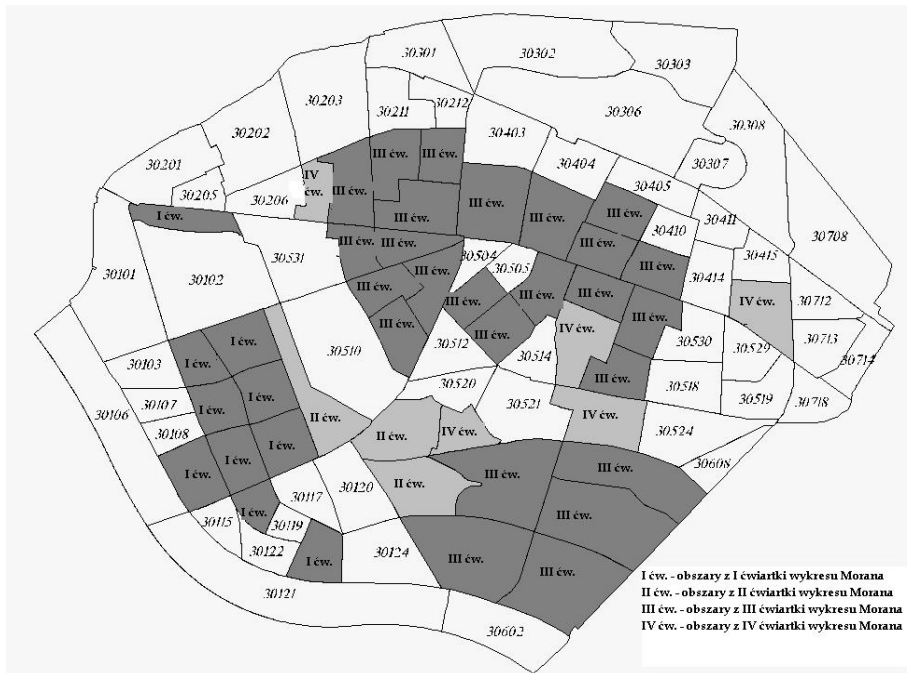 30301
30302
30303
30203
30211
30212
30306
30308
30202
30403
30201
30404
30307
30205
30206
IV
ćw.
III ćw.
III ćw.
III ćw.
30405
I ćw.
III ćw.
III ćw.
III ćw.
III ćw.
30411
30410
30708
30101
30102
30531
III ćw.
III ćw.
30504
30505
III ćw.
III ćw.
30414
30415
III ćw.
III ćw.
III ćw.
III ćw.
III ćw.
IV ćw.
30712
III ćw.
III ćw.
III ćw.
IV ćw.
I ćw.
I ćw.
30510
30512
30514
30530
30529
30713
30714
30103
I ćw.
I ćw.
30520
III ćw.
30518
30519
30718
30106
30107
30108
I ćw.
I ćw.
II ćw.
II ćw.
IV ćw.
30521
IV ćw.
30524
30608
I ćw.
I ćw.
30120
II ćw.
III ćw.
III ćw.
30117
30115
I ćw.
30119
30122
I ćw.
30124
III ćw.
III ćw.
III ćw.
30121
30602
I ćw. - obszary z I ćwiartki wykresu Morana
II ćw. - obszary z II ćwiartki wykresu Morana
III ćw. - obszary z III ćwiartki wykresu Morana
IV ćw. - obszary z IV ćwiartki wykresu Morana